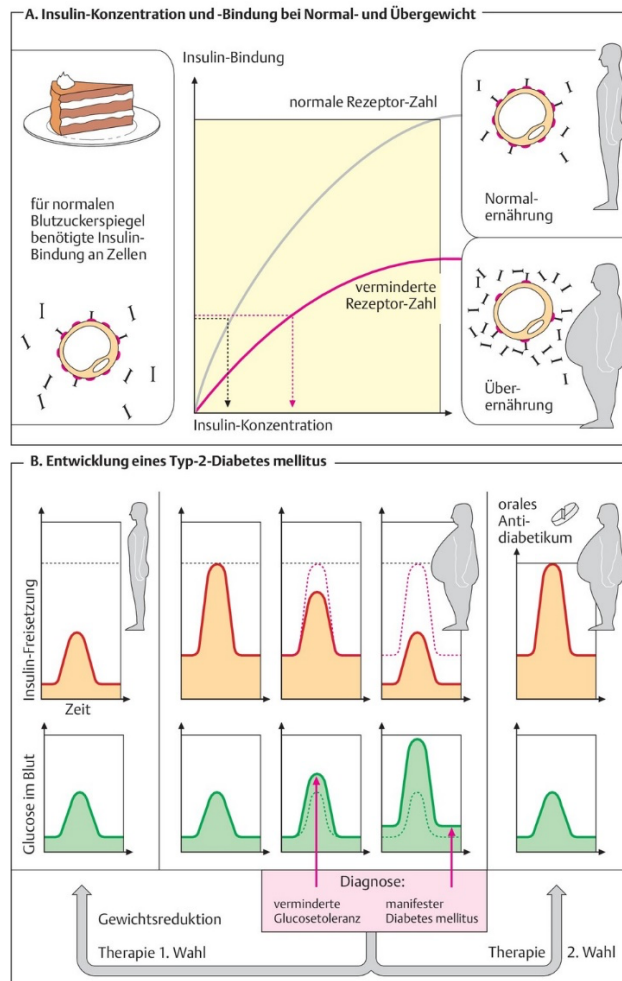 A. Insulin-Konzentration und -Bindung bei Normal- und Übergewicht
Insulin-Bindung
normale Rezeptor-Zahl
für normalen
Blutzuckerspiegel
benötigte Insulin-
Bindung an Zellen
Normal-
ernährung
verminderte
Rezeptor-Zahl
Über-
ernährung
Insulin-Konzentration
B. Entwicklung eines Typ-2-Diabetes mellitus
orales
Anti-
diabetikum
Insulin-Freisetzung
Zeit
Glucose im Blut
Diagnose:
verminderte
Glucosetoleranz
manifester
Diabetes mellitus
Gewichtsreduktion
Therapie 1. Wahl
Therapie 2. Wahl